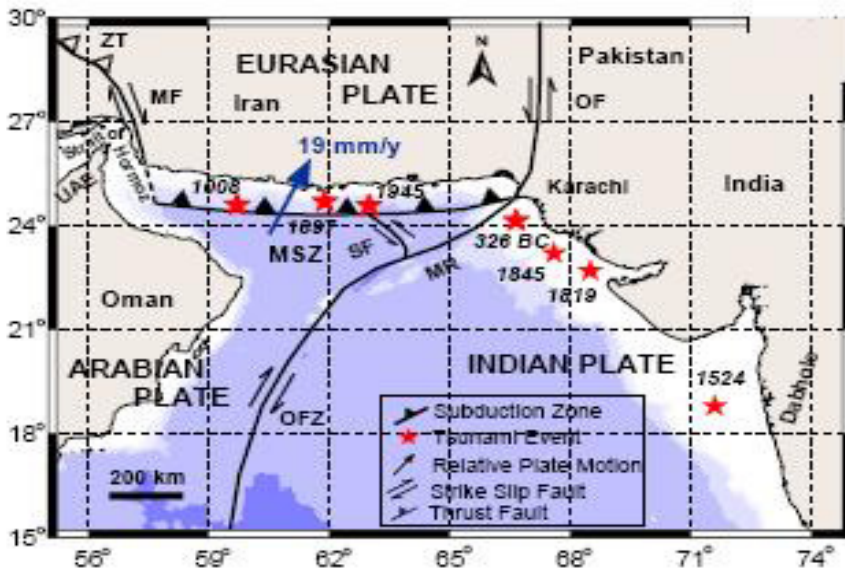 30°
ZT
N
Pakistan
EURASIAN
PLATE
MF
Iran
OF
27°
Strait of
Hormoz
19 mm/y
UAE
1008
1945
Karachi
India
24°
1897
326 BC
MSZ
SF
MR
1845
Oman
1819
21°
ARABIAN
PLATE
INDIAN PLATE
1524
Dabhole
OFZ
Subduction Zone
Tsunami Event
18°
Relative Plate Motion
200 km
Strike Slip Fault
Thrust Fault
15°
56° 59° 62° 65° 68° 71° 74°